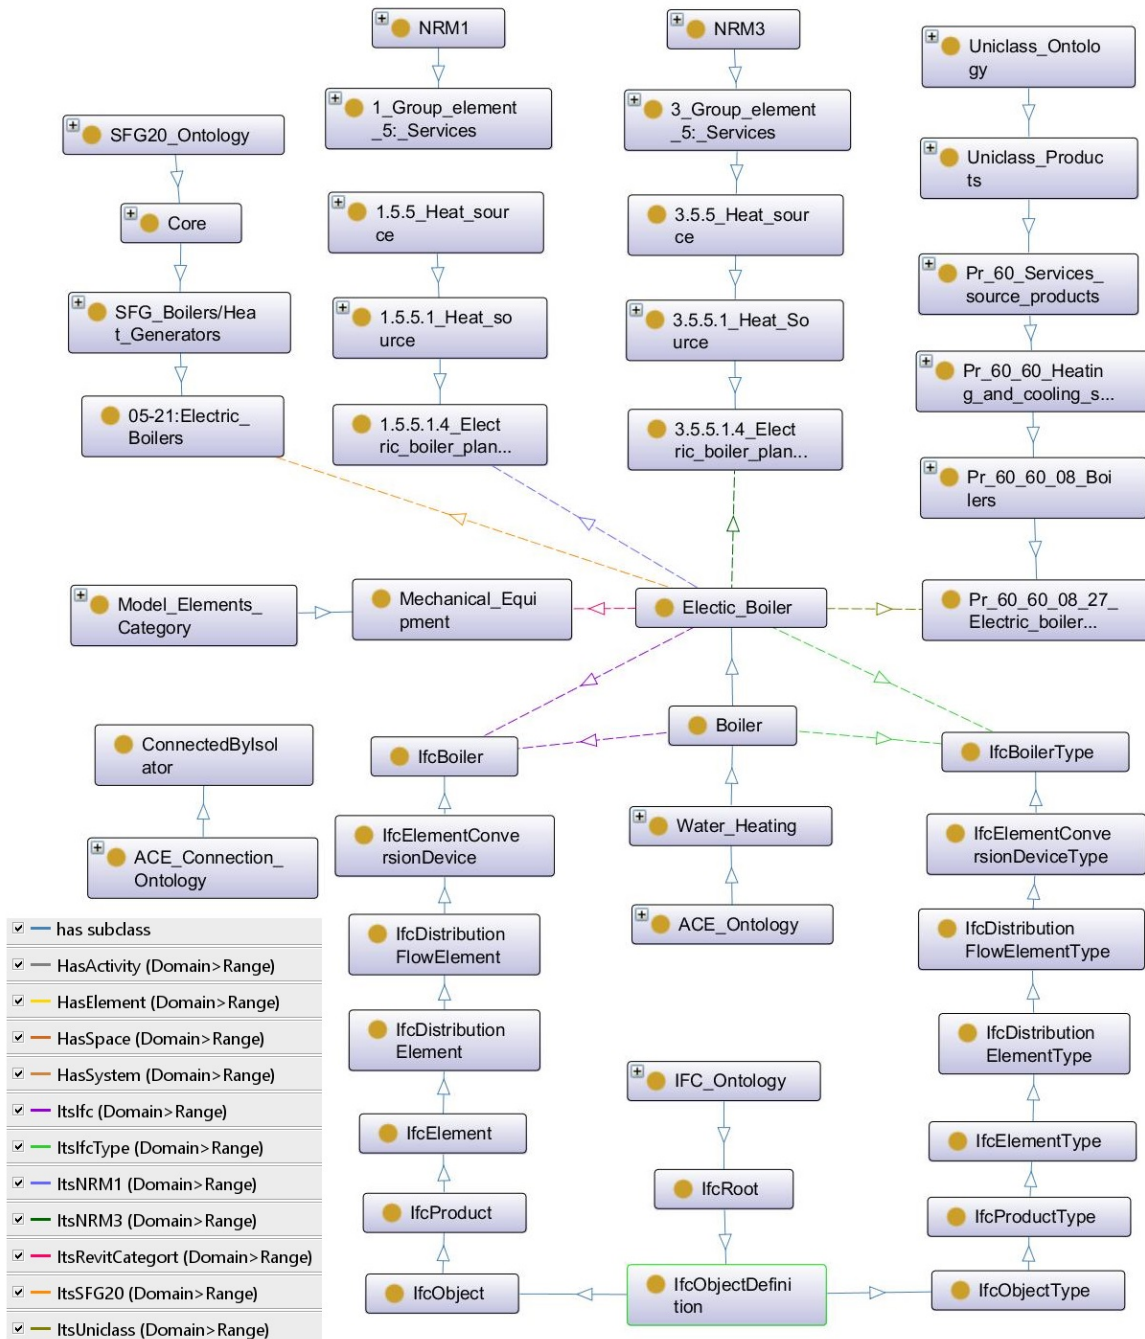 NRM1
NRM3
Uniclass_Ontolo
gy
1_Group_element
_5:_Services
3_Group_element
_5:_Services
SFG20_Ontology
Uniclass_Produc
ts
1.5.5_Heat_sour
ce
3.5.5_Heat_sour
ce
Core
Pr_60_Services_
source_products
SFG_Boilers/Hea
t_Generators
1.5.5.1_Heat_so
urce
3.5.5.1_Heat_So
urce
Pr_60_60_Heatin
g_and_cooling_s...
05-21:Electric_
Boilers
1.5.5.1.4_Elect
ric_boiler_plan...
3.5.5.1.4_Elect
ric_boiler_plan...
Pr_60_60_08_Boi
lers
Model_Elements_
Category
Mechanical_Equi
pment
Electic_Boiler
Pr_60_60_08_27_
Electric_boiler...
ConnectedByIsol
ator
IfcBoiler
Boiler
IfcBoilerType
ACE_Connection_
Ontology
IfcElementConve
rsionDevice
Water_Heating
IfcElementConve
rsionDeviceType
IfcDistribution
FlowElement
ACE_Ontology
IfcDistribution
FlowElementType
IfcDistribution
Element
IfcDistribution
ElementType
IFC_Ontology
IfcElement
IfcElementType
IfcProduct
IfcRoot
IfcProductType
IfcObject
IfcObjectDefini
tion
IfcObjectType
has subclass
HasActivity (Domain>Range)
HasElement (Domain>Range)
HasSpace (Domain>Range)
HasSystem (Domain>Range)
ItsIfc (Domain>Range)
ItsIfcType (Domain>Range)
ItsNRM1 (Domain>Range)
ItsNRM3 (Domain>Range)
ItsRevitCategort (Domain>Range)
ItsSFG20 (Domain>Range)
ItsUniclass (Domain>Range)